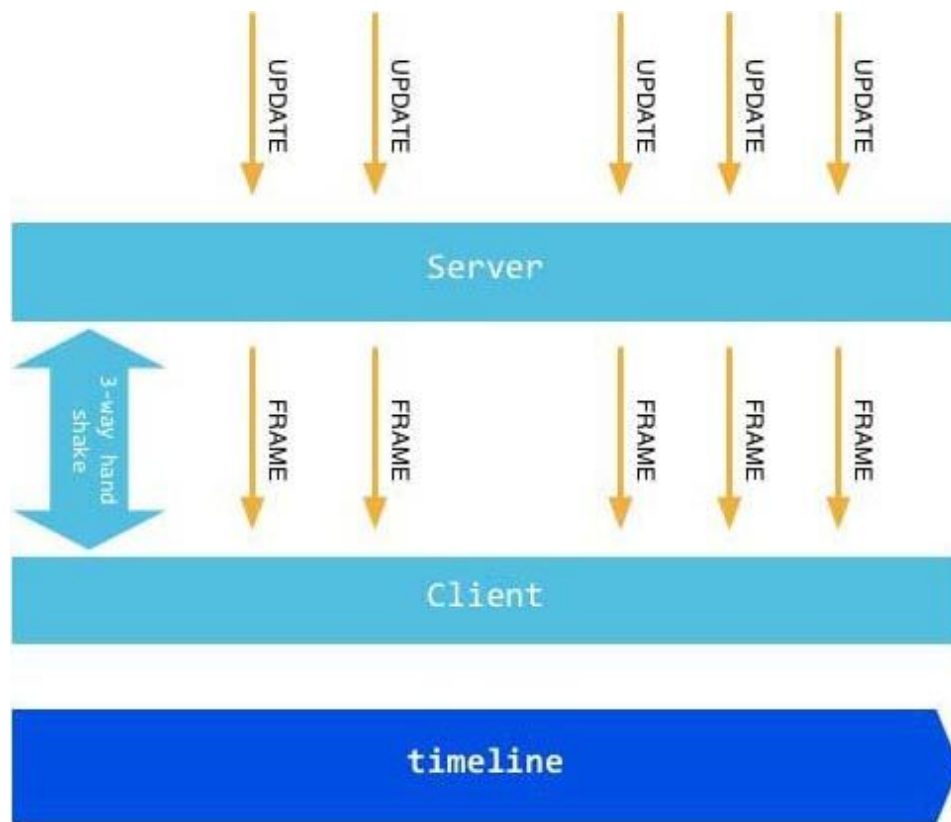 UPDATE
UPDATE
UPDATE
UPDATE
UPDATE
Server
3-way hand
shake
FRAME
FRAME
FRAME
FRAME
FRAME
Client
timeline